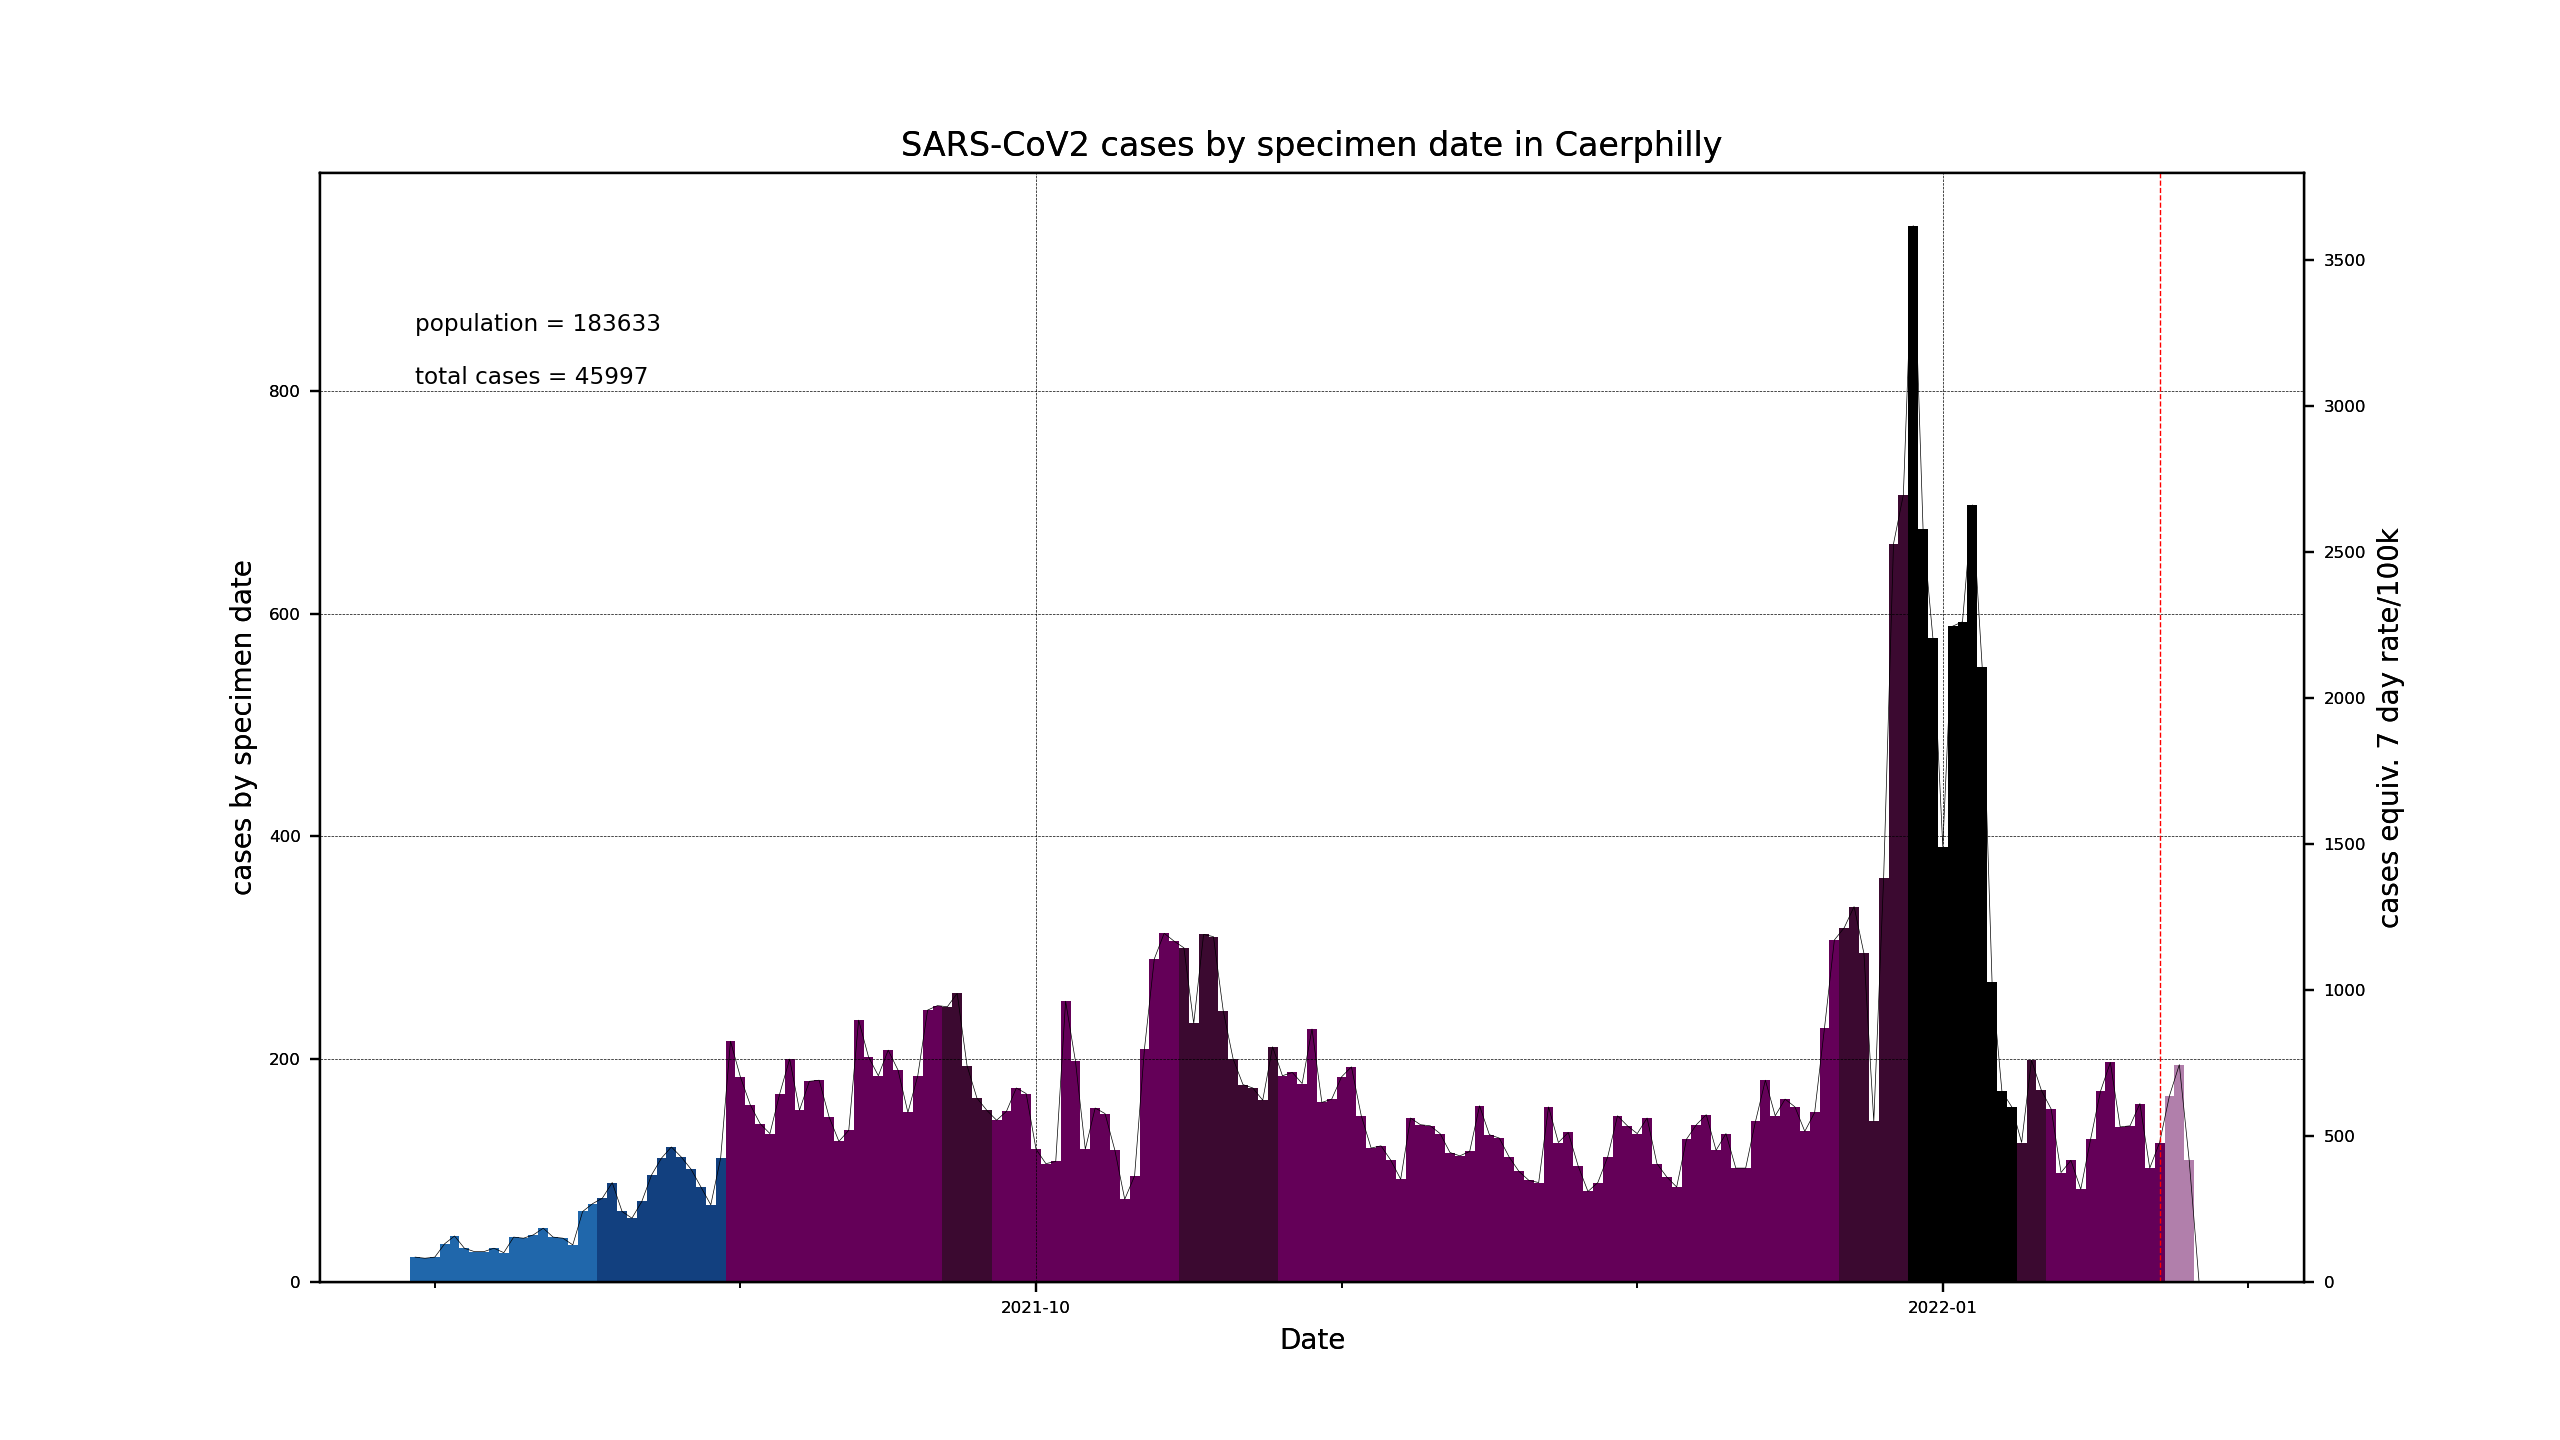 SARS-CoV2 cases by specimen date in Caerphilly
population = 183633
total cases = 45997
cases by specimen date
800
600
400
200
0
3500
3000
2500
2000
1500
1000
500
0
cases equiv. 7 day rate/100k
2021-10
2022-01
Date